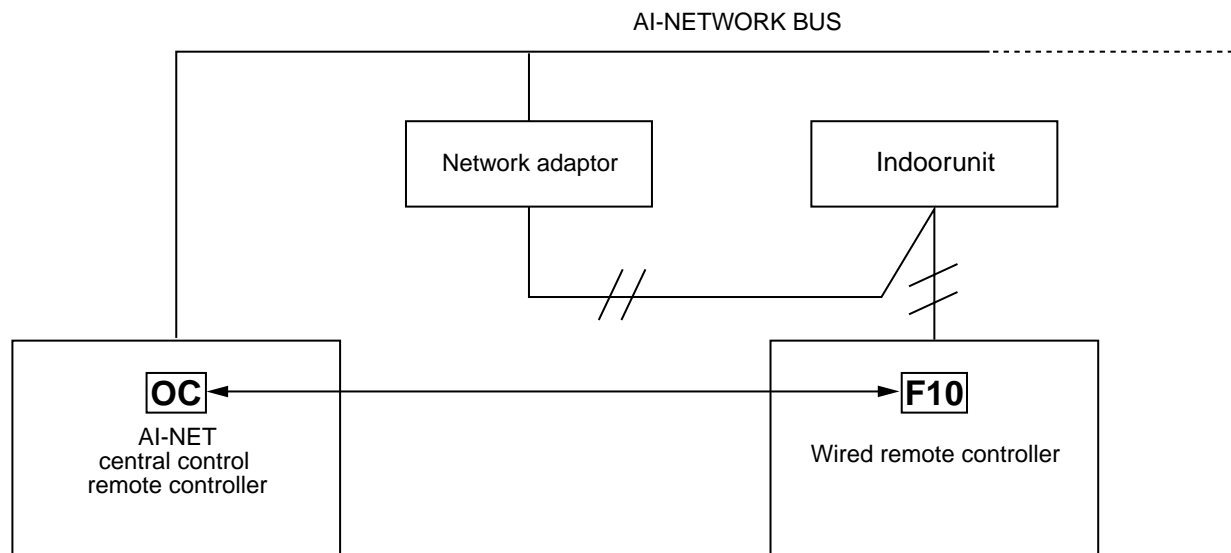 AI-NETWORK BUS
Network adaptor
Indoorunit
OC
AI-NET
central control
remote controller
F10
Wired remote controller